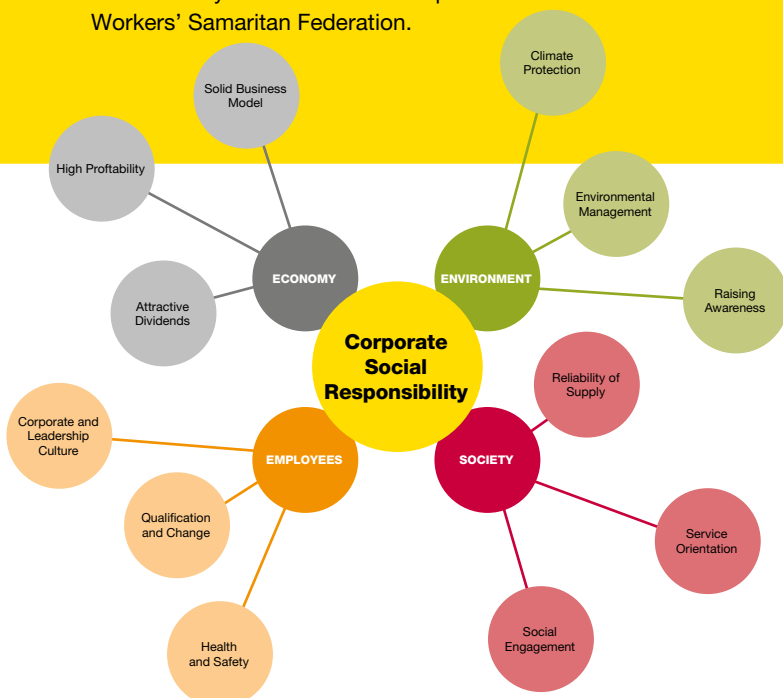 Workers’ Samaritan Federation.
Climate
Protection
Solid Business
Model
High Proftability
Environmental
Management
ECONOMY
ENVIRONMENT
Attractive
Dividends
Raising
Awareness
Corporate
Social
Responsibility
Reliability of
Supply
Corporate and
Leadership
Culture
EMPLOYEES
SOCIETY
Qualification
and Change
Service
Orientation
Health
and Safety
Social
Engagement